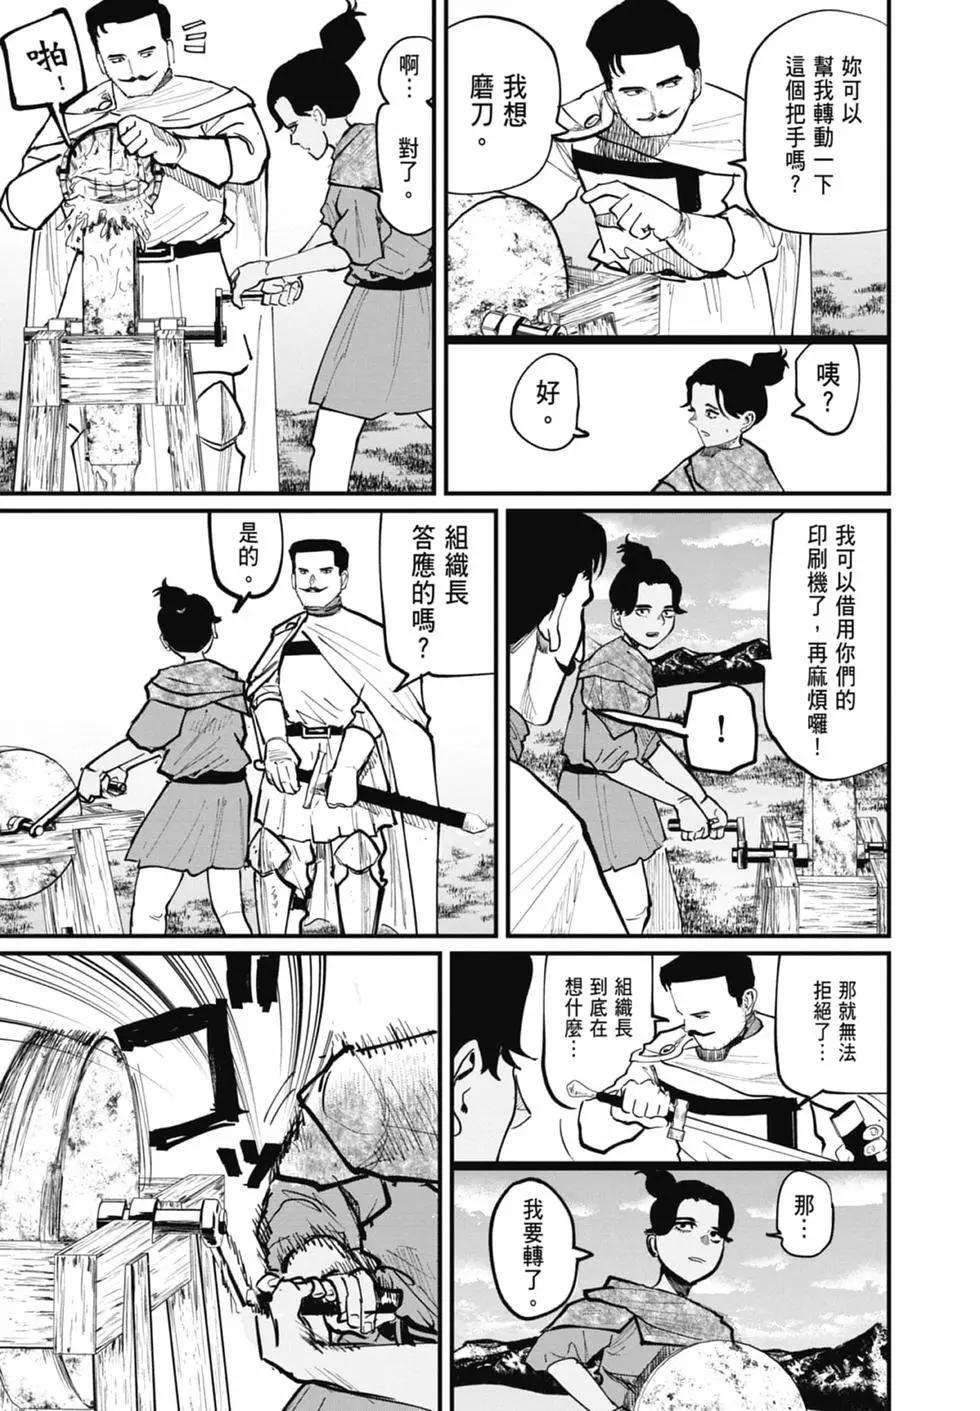 妳可以
幫我轉動一下
這個把手嗎？
我想
磨刀。
咦？
好。
啊…
對了。
啪！
我可以借用你們的
印刷機了，再麻煩囉！
！
組織長
答應的嗎？
是的。
那就無法
拒絕了…
組織長
到底在
想什麼…
那…
我要轉了。